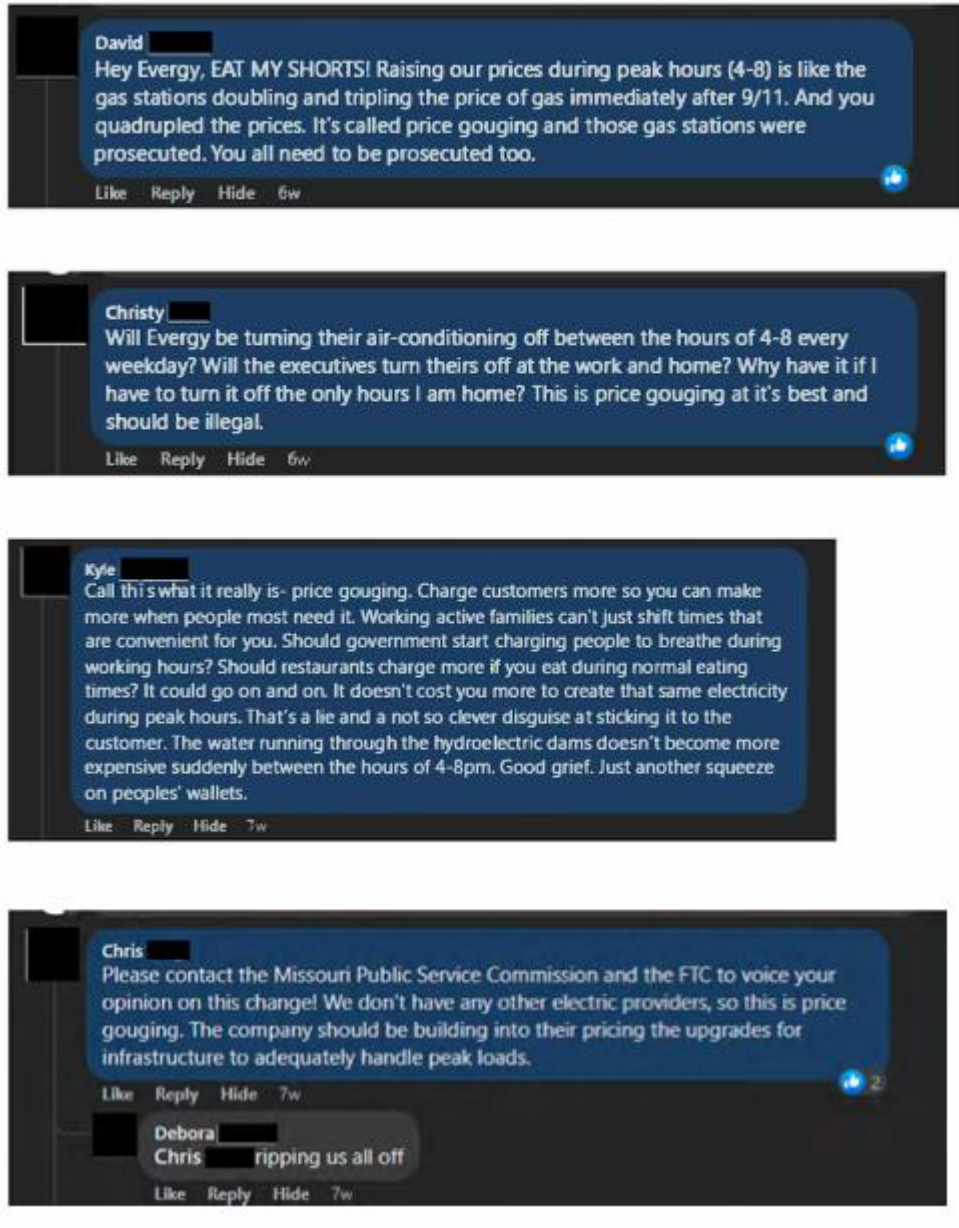 David
Hey Evergy, EAT MY SHORTS! Raising our prices during peak hours (4-8) is like the
gas stations doubling and tripling the price of gas immediately after 9/11. And you
quadrupled the prices. It's called price gouging and those gas stations were
prosecuted. You all need to be prosecuted too.
Like Reply Hide 6w
Christy
Will Evergy be turning their air-conditioning off between the hours of 4-8 every
weekday? Will the executives turn theirs off at the work and home? Why have it if I
have to turn it off the only hours I am home? This is price gouging at it's best and
should be illegal.
Like Reply Hide 6w
Kyle
Call this what it really is- price gouging. Charge customers more so you can make
more when people most need it. Working active families can't just shift times that
are convenient for you. Should government start charging people to breathe during
working hours? Should restaurants charge more if you eat during normal eating
times? It could go on and on. It doesn't cost you more to create that same electricity
during peak hours. That's a lie and a not so clever disguise at sticking it to the
customer. The water running through the hydroelectric dams doesn't become more
expensive suddenly between the hours of 4-8pm. Good grief. Just another squeeze
on peoples' wallets.
Like Reply Hide 7w
Chris
Please contact the Missouri Public Service Commission and the FTC to voice your
opinion on this change! We don't have any other electric providers, so this is price
gouging. The company should be building into their pricing the upgrades for
infrastructure to adequately handle peak loads.
2
Like Reply Hide 7w
Debora
Chris ripping us all off
Like Reply Hide 7w